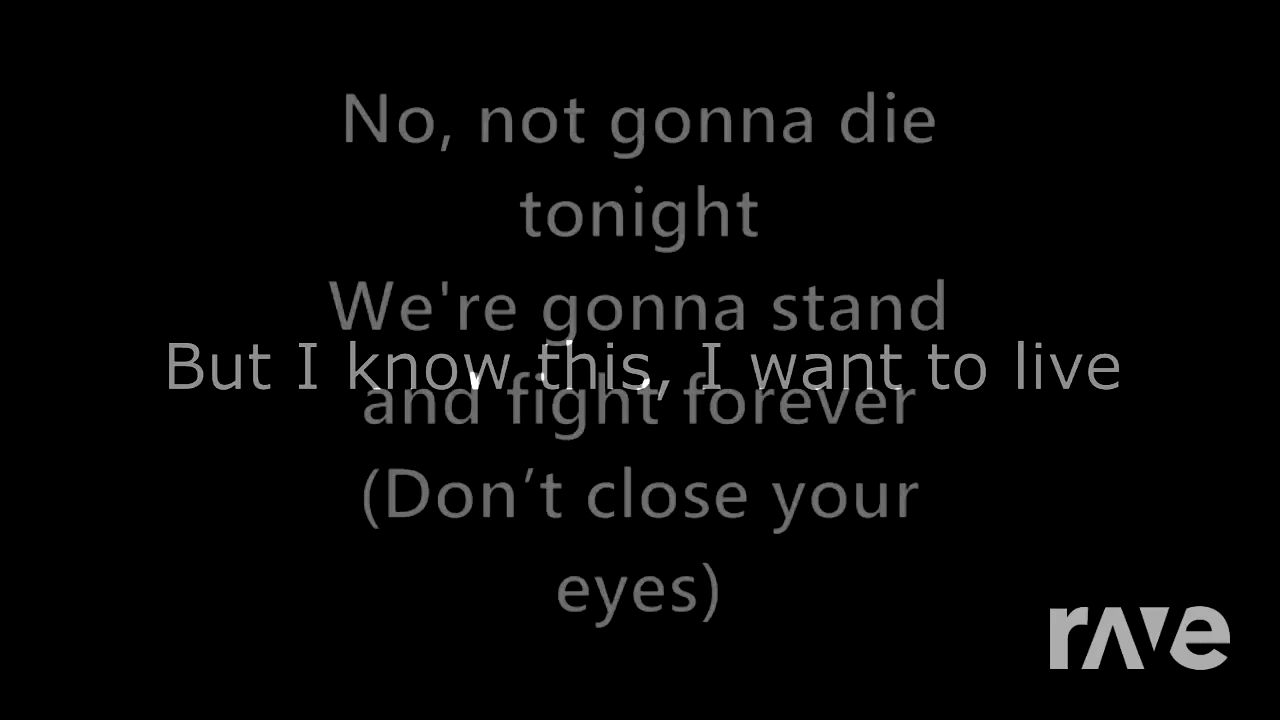 No, not gonna die
tonight
We're gonna stand
But I know this, I want to live
and fight forever
(Don’t close your
eyes)
rave